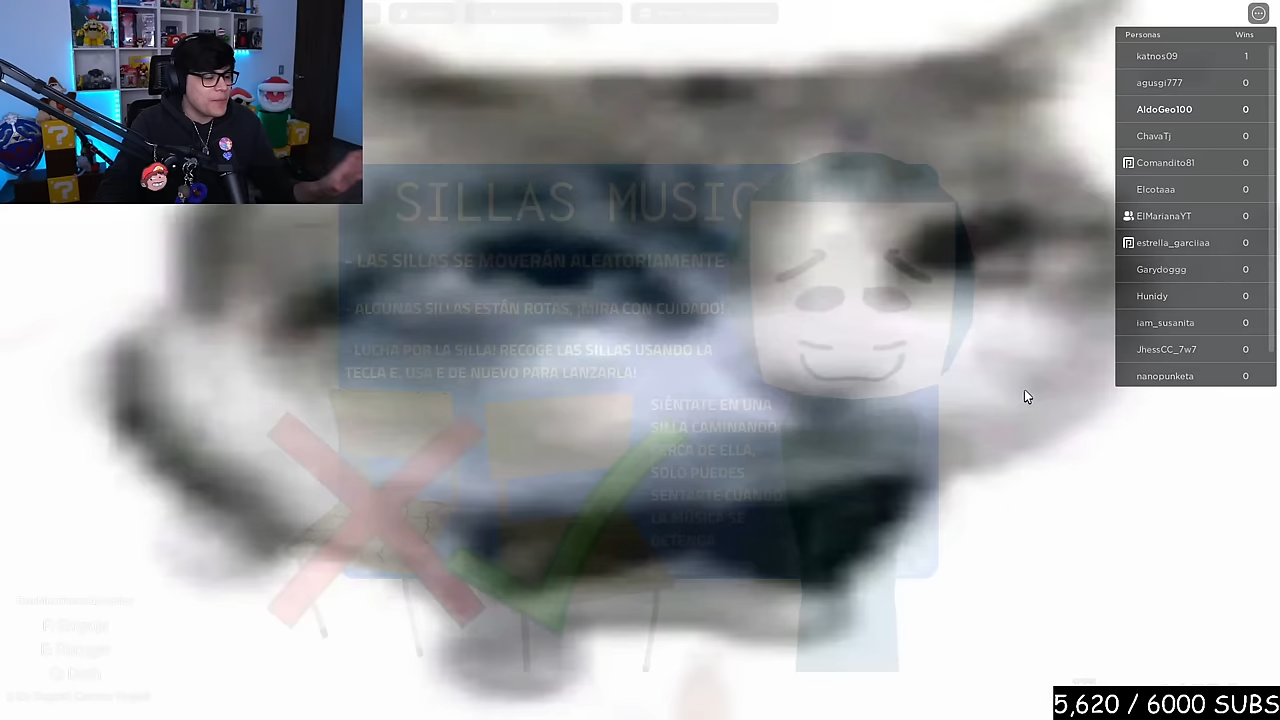 Personas Wins
katnos09 1
agusgi777 0
AldoGeo100 0
ChavaTj 0
Comandito81 0
Elcotaaa 0
ElMarianaYT 0
estrella_garciiaa 0
Garydoggg 0
Hunidy 0
iam_susanita 0
JhessCC_7w7 0
nanopunketa 0
SILLAS MUSIC
- LAS SILLAS SE MOVERÁN ALEATORIAMENTE
- ALGUNAS SILLAS ESTÁN ROTAS, ¡MIRA CON CUIDADO!
- LUCHA POR LA SILLA! RECOGE LAS SILLAS USANDO LA
TECLA E. USA E DE NUEVO PARA LANZARLA!
SIÉNTATE EN UNA
SILLA CAMINANDO
CERCA DE ELLA,
SOLO PUEDES
SENTARTE CUANDO
LA MUSICA SE
DETENGA
5,620 / 6000 SUBS